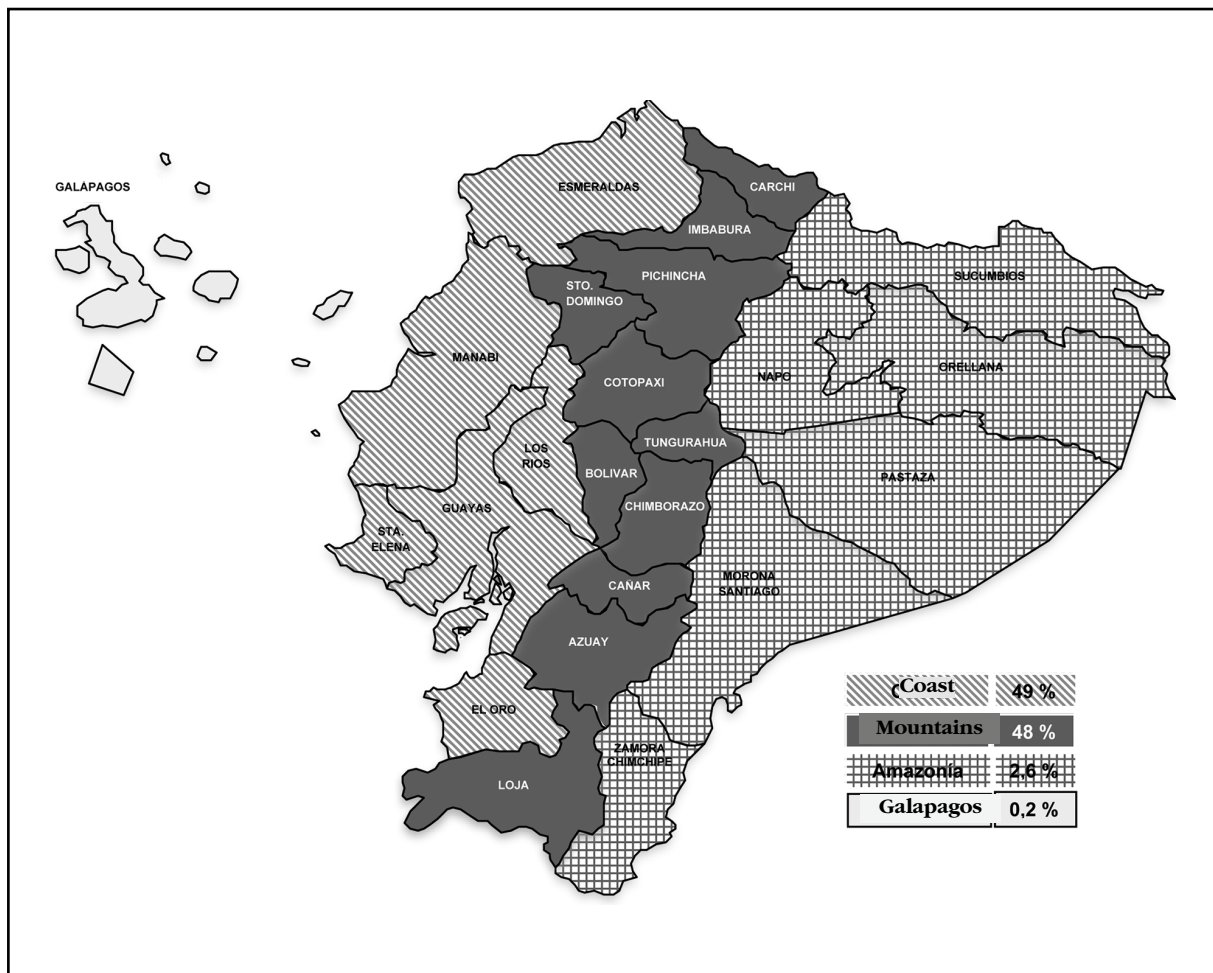 GALAPAGOS
ESMERALDAS
CARCHI
IMBABURA
PICHINCHA
SUCUMBIOS
STO.
DOMINGO
MANABI
COTOPAXI
NAPO
ORELLANA
TUNGURAHUA
LOS
RIOS
BOLIVAR
PASTAZA
GUAYAS
CHIMBORAZO
STA.
ELENA
CAÑAR
MORONA
SANTIAGO
AZUAY
EL ORO
ZAMORA
CHIMCHIPE
LOJA
Coast 49 %
Mountains 48 %
Amazonía 2,6 %
Galapagos 0,2 %